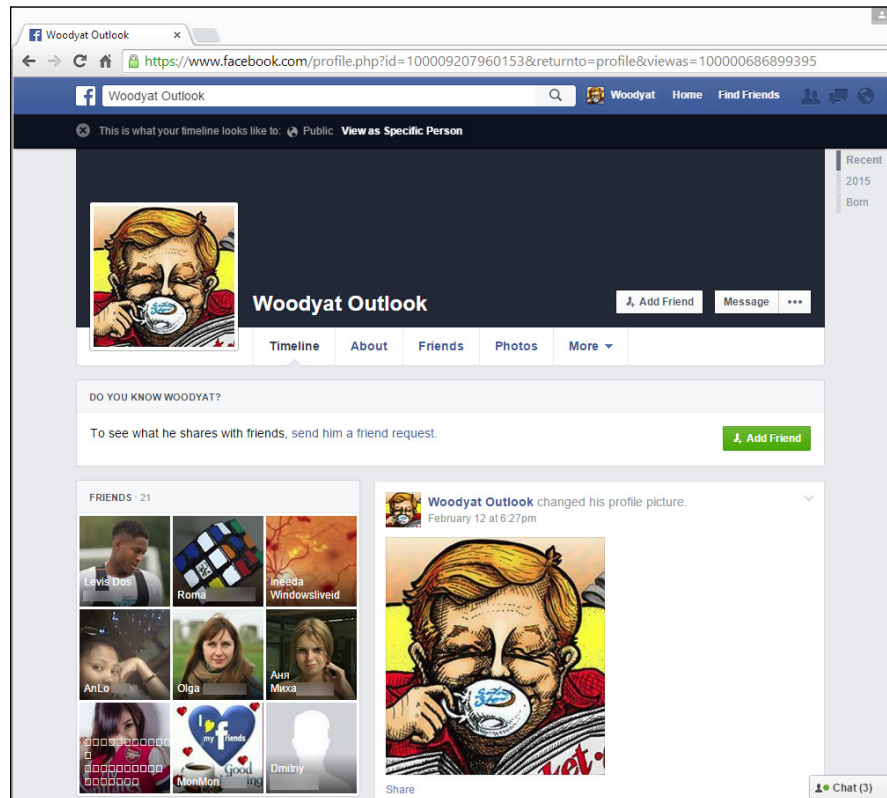 Woodyat Outlook
https://www.facebook.com/profile.php?id=100009207960153&returnto=profile&viewas=100000686899395
Woodyat Outlook
Woodyat
Home
Find Friends
This is what your timeline looks like to: Public View as Specific Person
Recent
2015
Born
Woodyat Outlook
Add Friend
Message
Timeline
About
Friends
Photos
More
DO YOU KNOW WOODYAT?
To see what he shares with friends, send him a friend request.
Add Friend
FRIENDS · 21
Levis Dos
Roma
Ineeda
Windowsliveid
AnLo
Olga
Аня
Миха
I
my friends
Good
ing
MonMon
Dmitriy
Woodyat Outlook changed his profile picture.
February 12 at 6:27pm
Share
Chat (3)